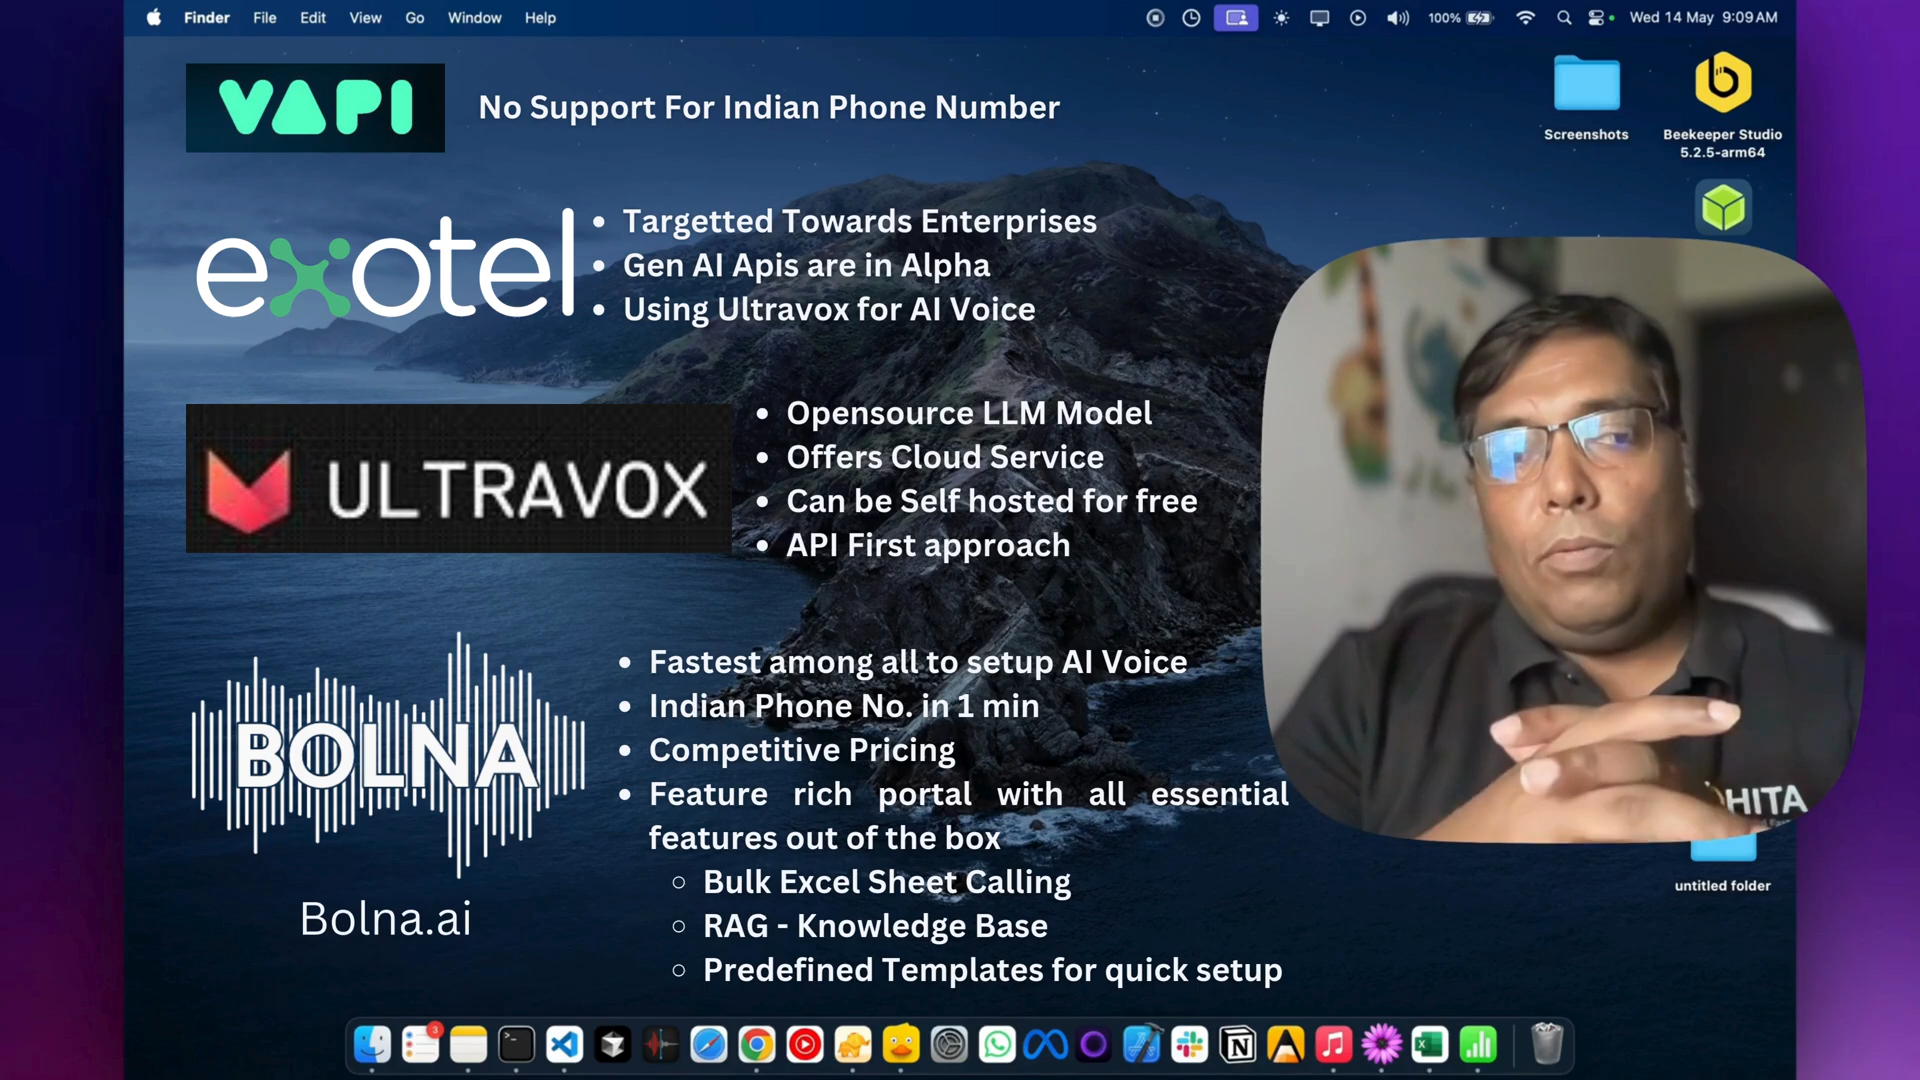 Finder File Edit View Go Window Help
100% Wed 14 May 9:09 AM
VAPI
No Support For Indian Phone Number
Screenshots
Beekeeper Studio
5.2.5-arm64
exotel
Targetted Towards Enterprises
Gen AI Apis are in Alpha
Using Ultravox for AI Voice
ULTRAVOX
Opensource LLM Model
Offers Cloud Service
Can be Self hosted for free
API First approach
BOLNA
Bolna.ai
Fastest among all to setup AI Voice
Indian Phone No. in 1 min
Competitive Pricing
Feature rich portal with all essential
features out of the box
Bulk Excel Sheet Calling
RAG - Knowledge Base
Predefined Templates for quick setup
HITA
untitled folder
3